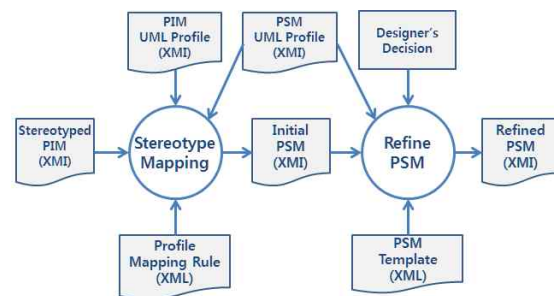 PIM
UML Profile
(XMI)
PSM
UML Profile
(XMI)
Designer's
Decision
Stereotyped
PIM
(XMI)
Stereotype
Mapping
Initial
PSM
(XMI)
Refine
PSM
Refined
PSM
(XMI)
Profile
Mapping Rule
(XML)
PSM
Template
(XML)